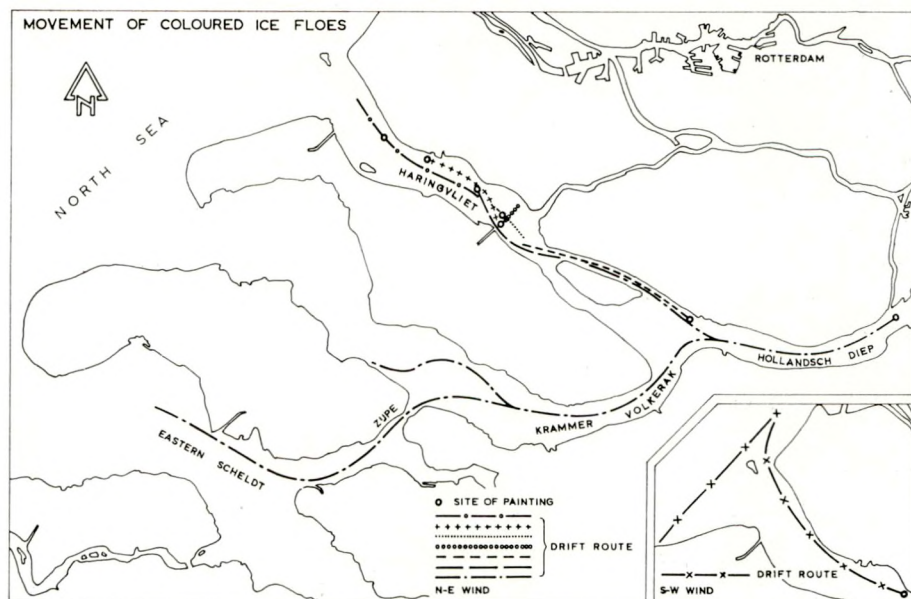 MOVEMENT OF COLOURED ICE FLOES
N
NORTH SEA
ROTTERDAM
HARINGVLIET
HOLLANDSCH DIEP
VOLKERAK
KRAMMER
ZIJPE
EASTERN SCHELDT
SITE OF PAINTING
DRIFT ROUTE
N-E WIND
DRIFT ROUTE
S-W WIND